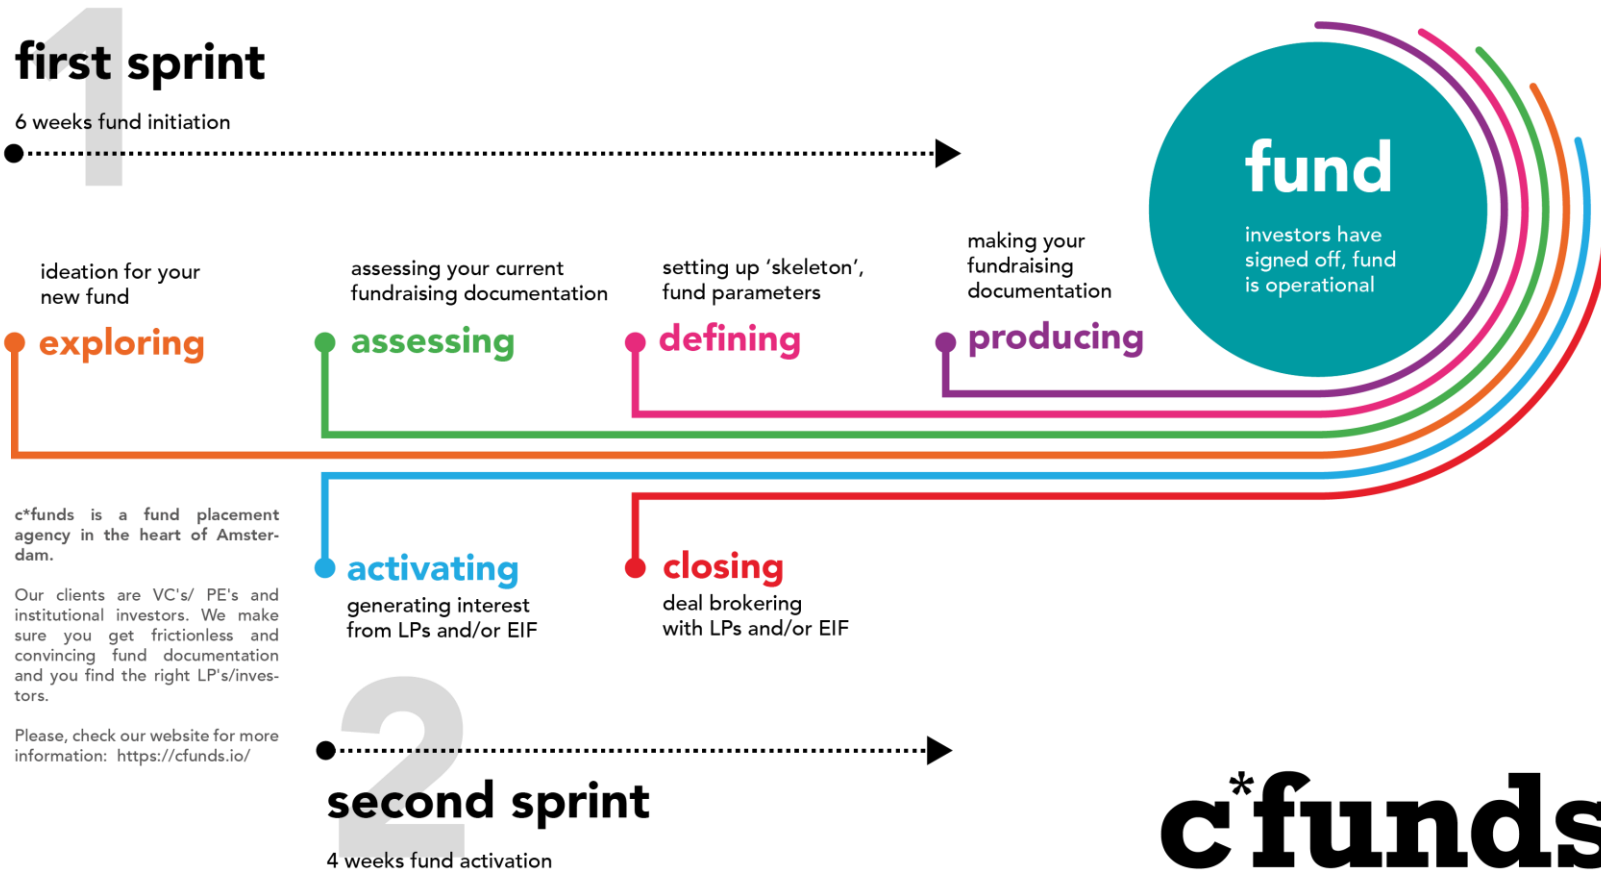 1
first sprint
6 weeks fund initiation
ideation for your
new fund
exploring
assessing your current
fundraising documentation
assessing
setting up ‘skeleton’,
fund parameters
defining
making your
fundraising
documentation
producing
fund
investors have
signed off, fund
is operational
c*funds is a fund placement
agency in the heart of Amster-
dam.
Our clients are VC's/ PE's and
institutional investors. We make
sure you get frictionless and
convincing fund documentation
and you find the right LP's/inves-
tors.
Please, check our website for more
information: https://cfunds.io/
activating
generating interest
from LPs and/or EIF
closing
deal brokering
with LPs and/or EIF
2
second sprint
4 weeks fund activation
c*funds